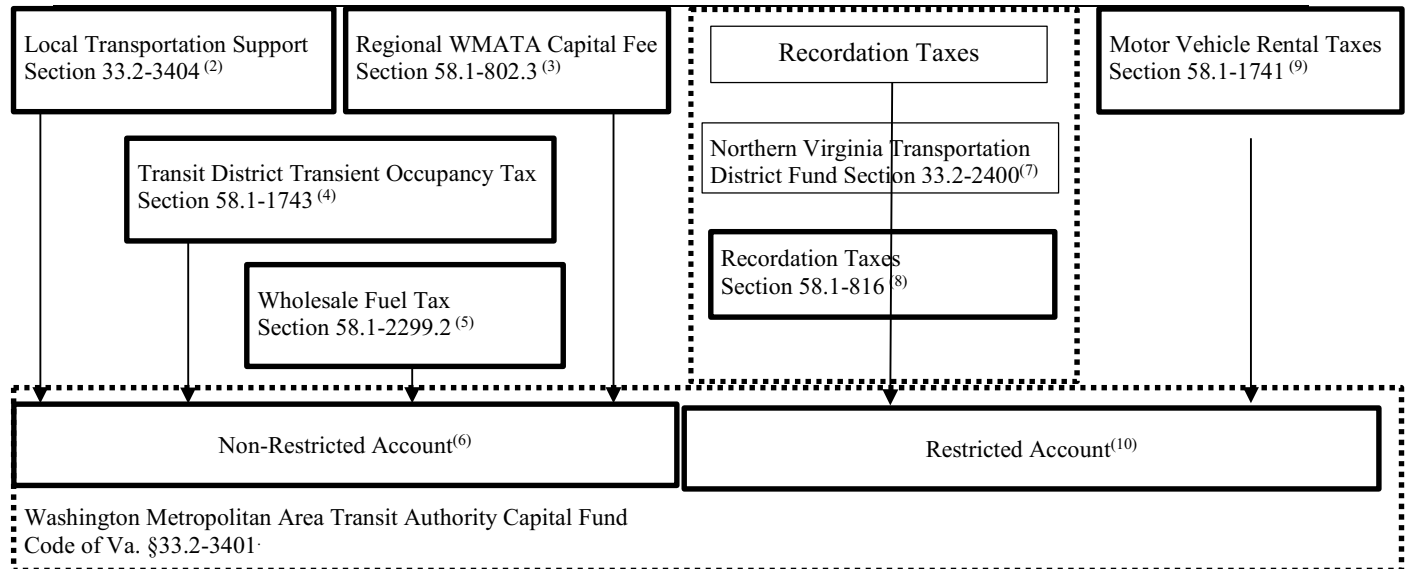 Local Transportation Support
Section 33.2-3404 (2)
Regional WMATA Capital Fee
Section 58.1-802.3 (3)
Recordation Taxes
Motor Vehicle Rental Taxes
Section 58.1-1741 (9)
Transit District Transient Occupancy Tax
Section 58.1-1743 (4)
Northern Virginia Transportation
District Fund Section 33.2-2400(7)
Recordation Taxes
Section 58.1-816 (8)
Wholesale Fuel Tax
Section 58.1-2299.2 (5)
Non-Restricted Account(6)
Restricted Account(10)
Washington Metropolitan Area Transit Authority Capital Fund
Code of Va. §33.2-3401.